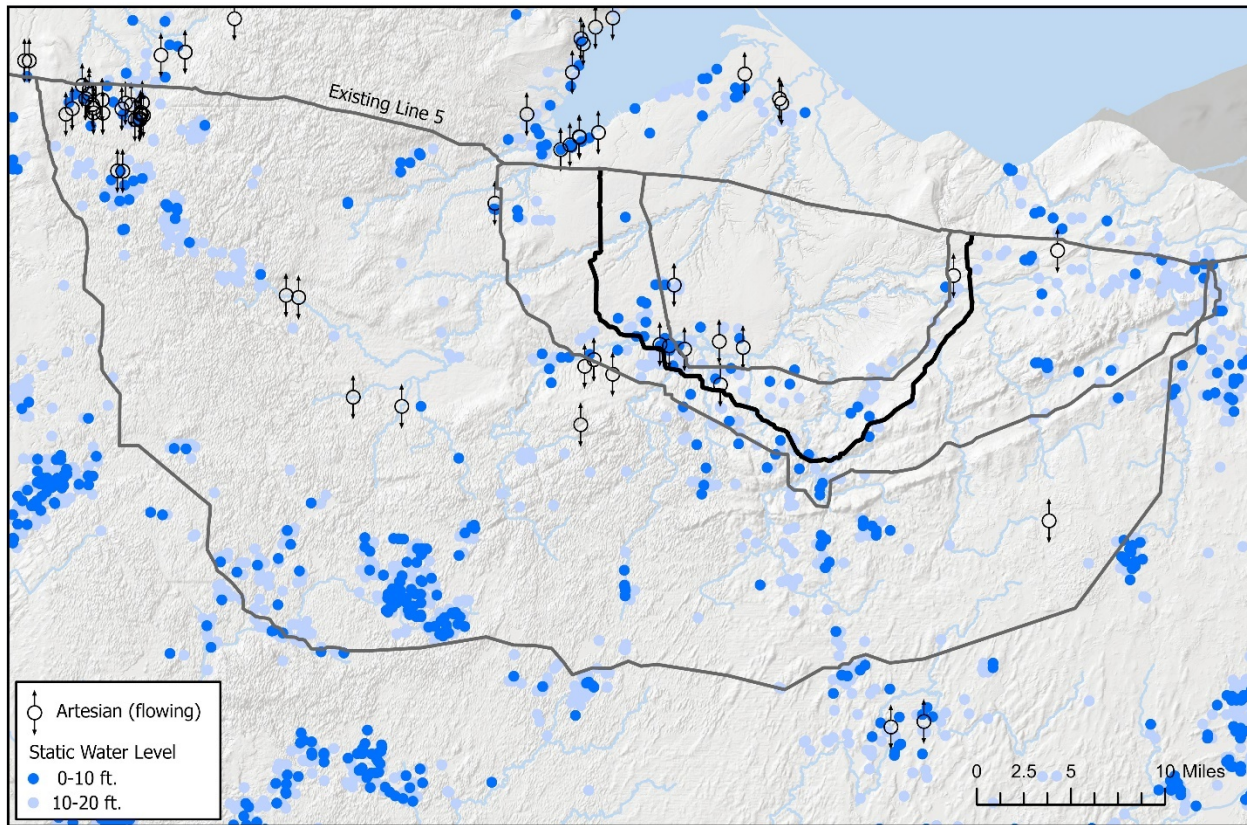 Existing Line 5
Artesian (flowing)
Static Water Level
0-10 ft.
10-20 ft.
0 2.5 5 10 Miles